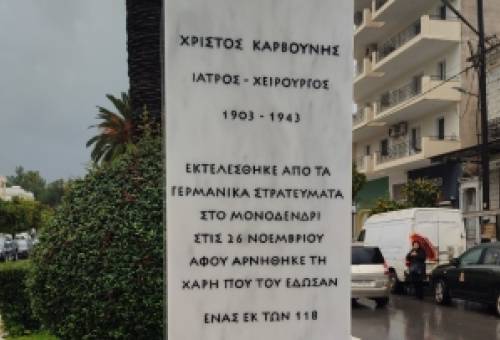 ΧΡΙΣΤΟΣ ΚΑΡΒΟΥΝΗΣ
ΙΑΤΡΟΣ - ΧΕΙΡΟΥΡΓΟΣ
1903 - 1943
ΕΚΤΕΛΕΣΘΗΚΕ ΑΠΟ ΤΑ
ΓΕΡΜΑΝΙΚΑ ΣΤΡΑΤΕΥΜΑΤΑ
ΣΤΟ ΜΟΝΟΔΕΝΔΡΙ
ΣΤΙΣ 26 ΝΟΕΜΒΡΙΟΥ
ΑΦΟΥ ΑΡΝΗΘΗΚΕ ΤΗ
ΧΑΡΗ ΠΟΥ ΤΟΥ ΕΔΩΣΑΝ
ΕΝΑΣ ΕΚ ΤΩΝ 118